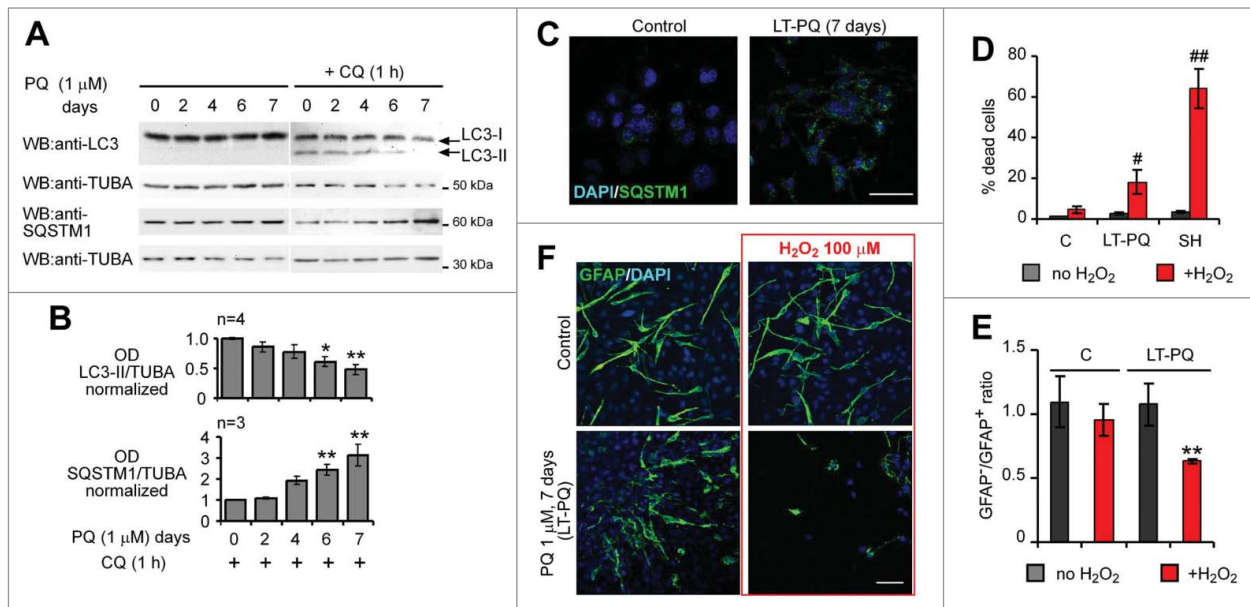 A
+ CQ (1 h)
PQ (1 µM)
days
0 2 4 6 7 0 2 4 6 7
WB:anti-LC3
LC3-I
LC3-II
WB:anti-TUBA
50 kDa
WB:anti-
SQSTM1
60 kDa
WB:anti-TUBA
30 kDa
B
n=4
OD
LC3-II/TUBA
normalized
1.0
0.5
0
* **
n=3
OD
SQSTM1/TUBA
normalized
4
3
2
1
0
** **
PQ (1 µM) days 0 2 4 6 7
CQ (1 h) + + + + +
C
Control
LT-PQ (7 days)
DAPI/SQSTM1
F
H₂O₂ 100 µM
GFAP/DAPI
Control
PQ 1 µM, 7 days
(LT-PQ)
D
% dead cells
80
60
40
20
0
#
##
C LT-PQ SH
no H₂O₂ +H₂O₂
E
C LT-PQ
GFAP⁻/GFAP⁺ ratio
1.5
1.0
0.5
0
**
no H₂O₂ +H₂O₂